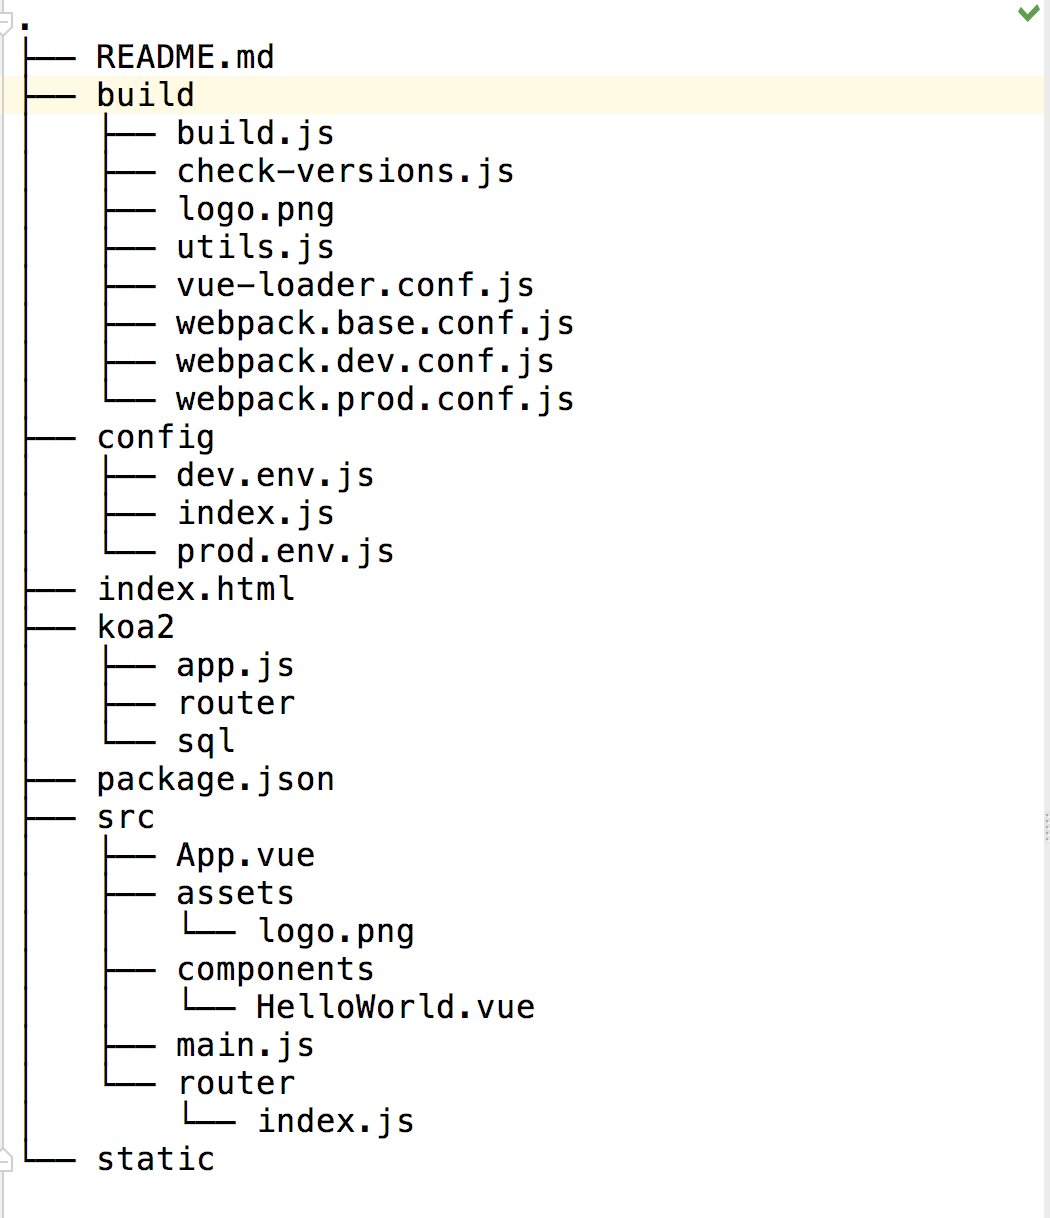 .
├── README.md
├── build
│   ├── build.js
│   ├── check-versions.js
│   ├── logo.png
│   ├── utils.js
│   ├── vue-loader.conf.js
│   ├── webpack.base.conf.js
│   ├── webpack.dev.conf.js
│   └── webpack.prod.conf.js
├── config
│   ├── dev.env.js
│   ├── index.js
│   └── prod.env.js
├── index.html
├── koa2
│   ├── app.js
│   ├── router
│   └── sql
├── package.json
├── src
│   ├── App.vue
│   ├── assets
│   │   └── logo.png
│   ├── components
│   │   └── HelloWorld.vue
│   ├── main.js
│   └── router
│       └── index.js
└── static